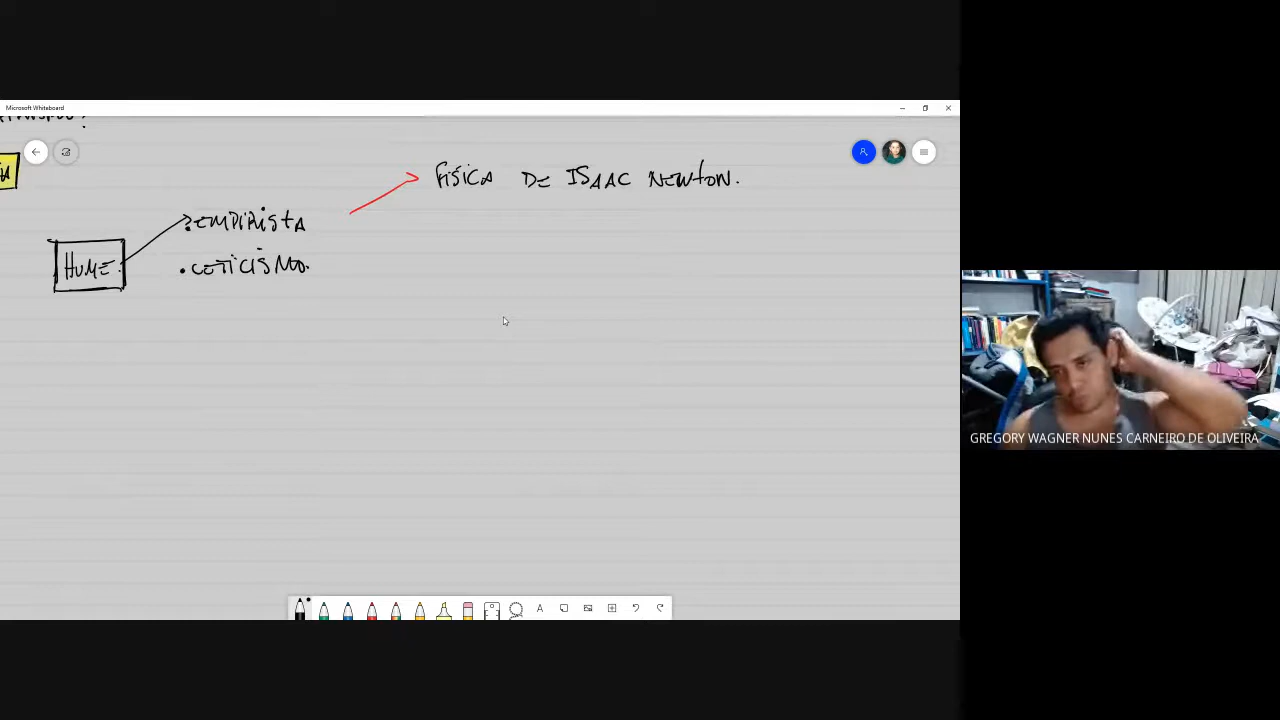 Microsoft Whiteboard
FÍSICA DE ISAAC NEWTON.
.EMPIRISTA
HUME.
.CETICISMO.
GREGORY WAGNER NUNES CARNEIRO DE OLIVEIRA
A